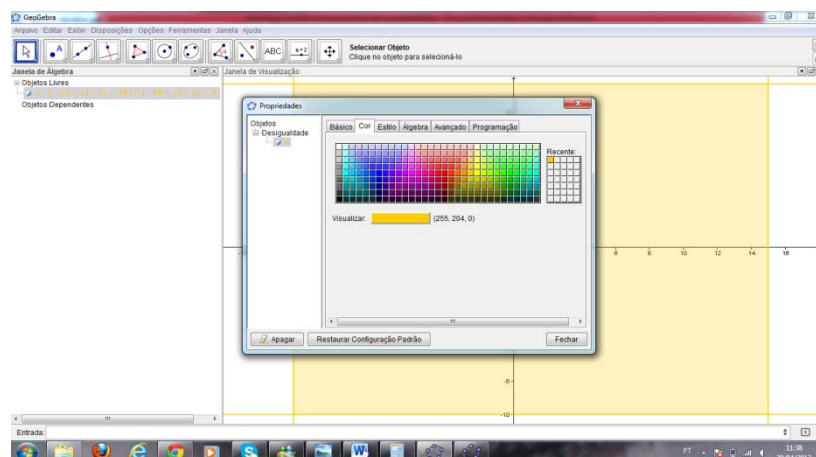 GeoGebra
Arquivo Editar Exibir Disposições Opções Ferramentas Janela Ajuda
A
ABC
a=2
Selecionar Objeto
Clique no objeto para selecioná-lo
Janela de Álgebra
Janela de Visualização
Objetos Livres
Objetos Dependentes
Propriedades
Objetos
Desigualdade
Básico Cor Estilo Álgebra Avançado Programação
Recente:
Visualizar: (255, 204, 0)
Apagar
Restaurar Configuração Padrão
Fechar
6 8 10 12 14 16
-8
-10
Entrada:
PT
11:38